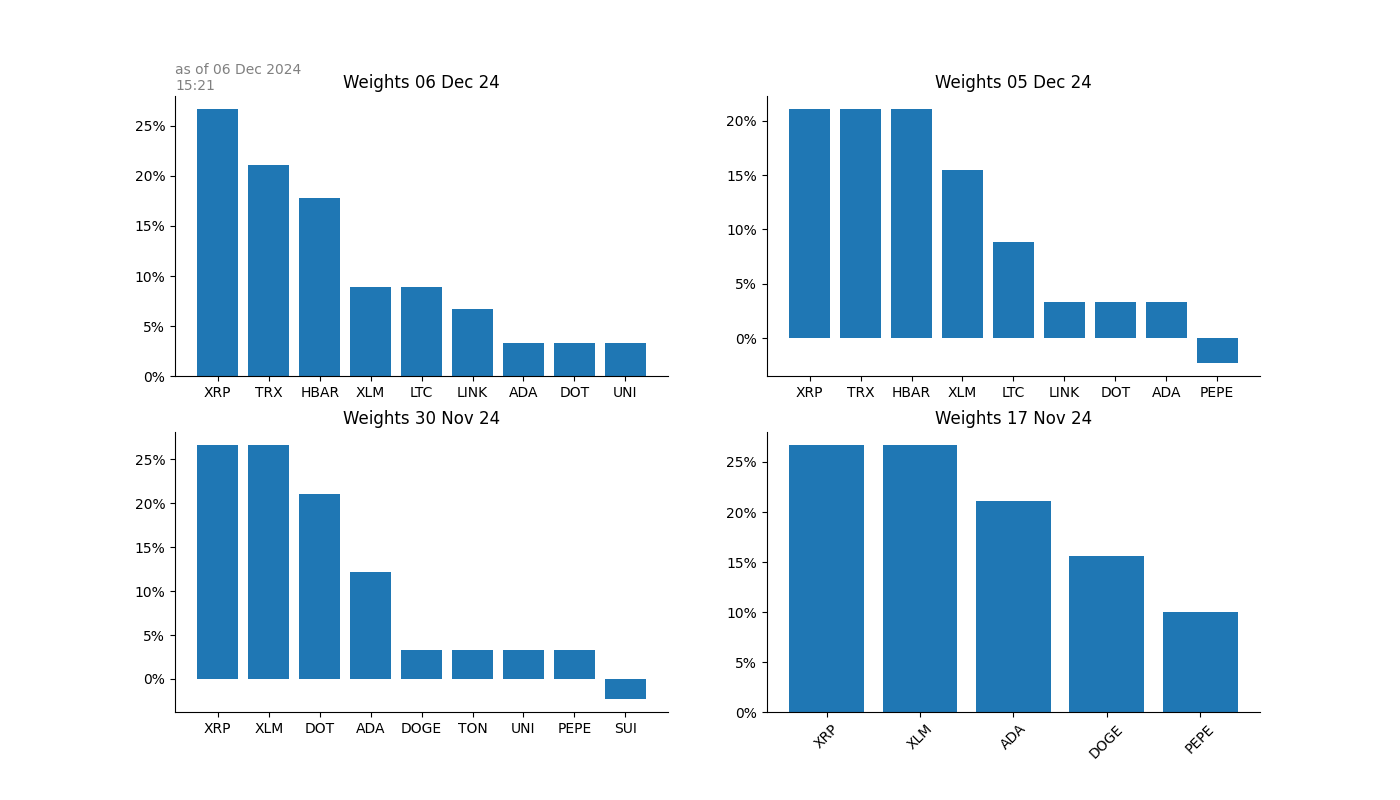 as of 06 Dec 2024
15:21
Weights 06 Dec 24
25%
20%
15%
10%
5%
0%
XRP TRX HBAR XLM LTC LINK ADA DOT UNI
Weights 05 Dec 24
20%
15%
10%
5%
0%
XRP TRX HBAR XLM LTC LINK DOT ADA PEPE
Weights 30 Nov 24
25%
20%
15%
10%
5%
0%
XRP XLM DOT ADA DOGE TON UNI PEPE SUI
Weights 17 Nov 24
25%
20%
15%
10%
5%
0%
XRP XLM ADA DOGE PEPE